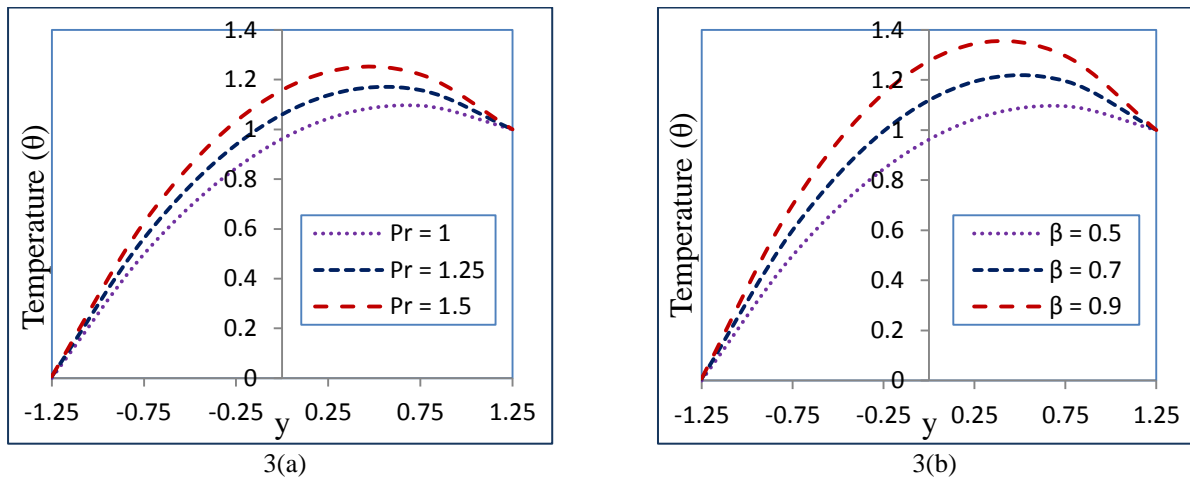 1.4
1.2
1
0.8
0.6
0.4
0.2
0
-1.25 -0.75 -0.25 0.25 0.75 1.25
Temperature (θ)
y
Pr = 1
Pr = 1.25
Pr = 1.5
3(a)
1.4
1.2
1
0.8
0.6
0.4
0.2
0
-1.25 -0.75 -0.25 0.25 0.75 1.25
Temperature (θ)
y
β = 0.5
β = 0.7
β = 0.9
3(b)